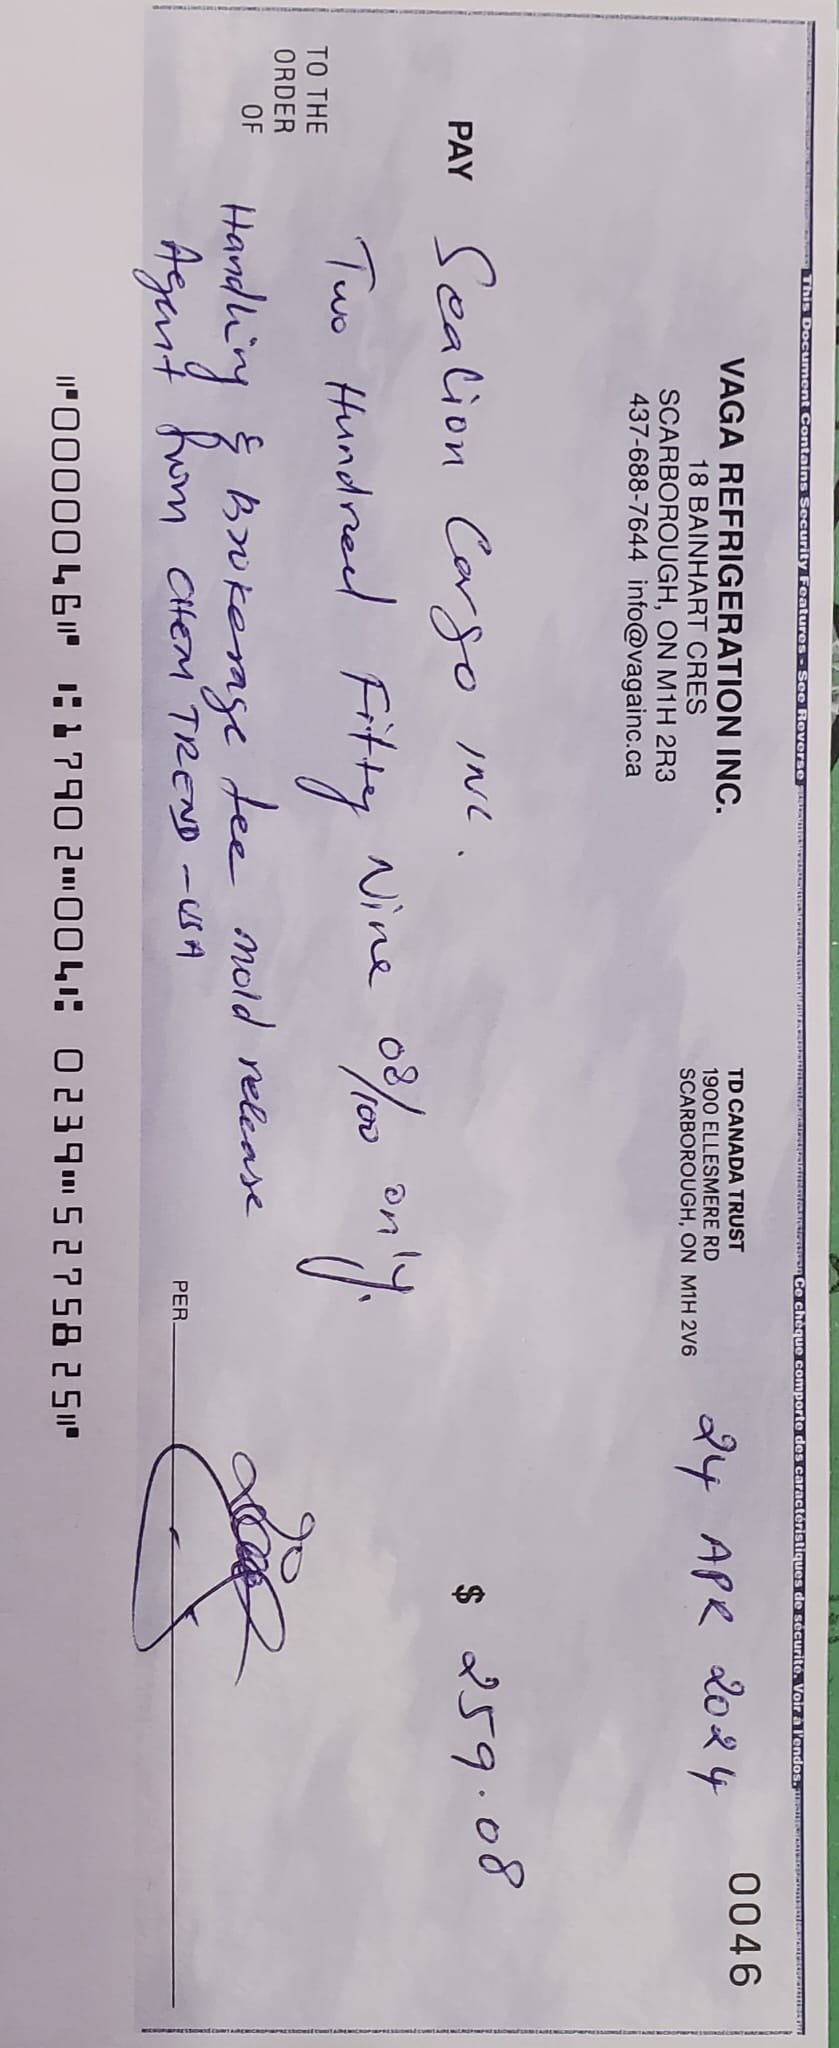 This Document Contains Security Features - See Reverse
Ce chèque comporte des caractéristiques de sécurité. Voir à l'endos.
VAGA REFRIGERATION INC.
18 BAINHART CRES
SCARBOROUGH, ON M1H 2R3
437-688-7644 info@vagainc.ca
TD CANADA TRUST
1900 ELLESMERE RD
SCARBOROUGH, ON M1H 2V6
0046
24 APR 2024
PAY Sealion Cargo INC.
$ 259.08
Two Hundred Fifty Nine 08/100 only.
TO THE
ORDER
OF
Handling & Brokerage fee mold release
Agent from CHEM TREND - USA
PER
⑈000046⑈ ⑆17902⑉004⑆ 0239⑉5275825⑈